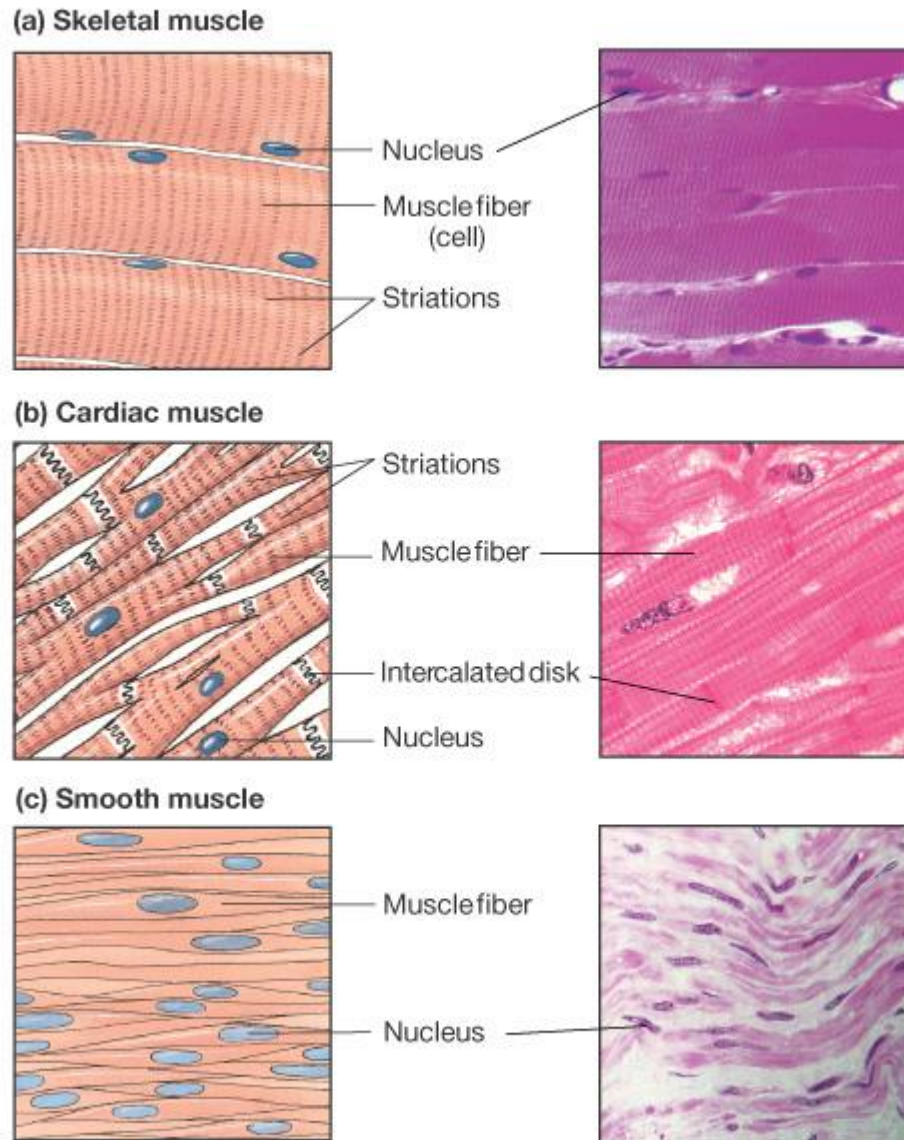 (a) Skeletal muscle
Nucleus
Muscle fiber
(cell)
Striations
(b) Cardiac muscle
Striations
Muscle fiber
Intercalated disk
Nucleus
(c) Smooth muscle
Muscle fiber
Nucleus